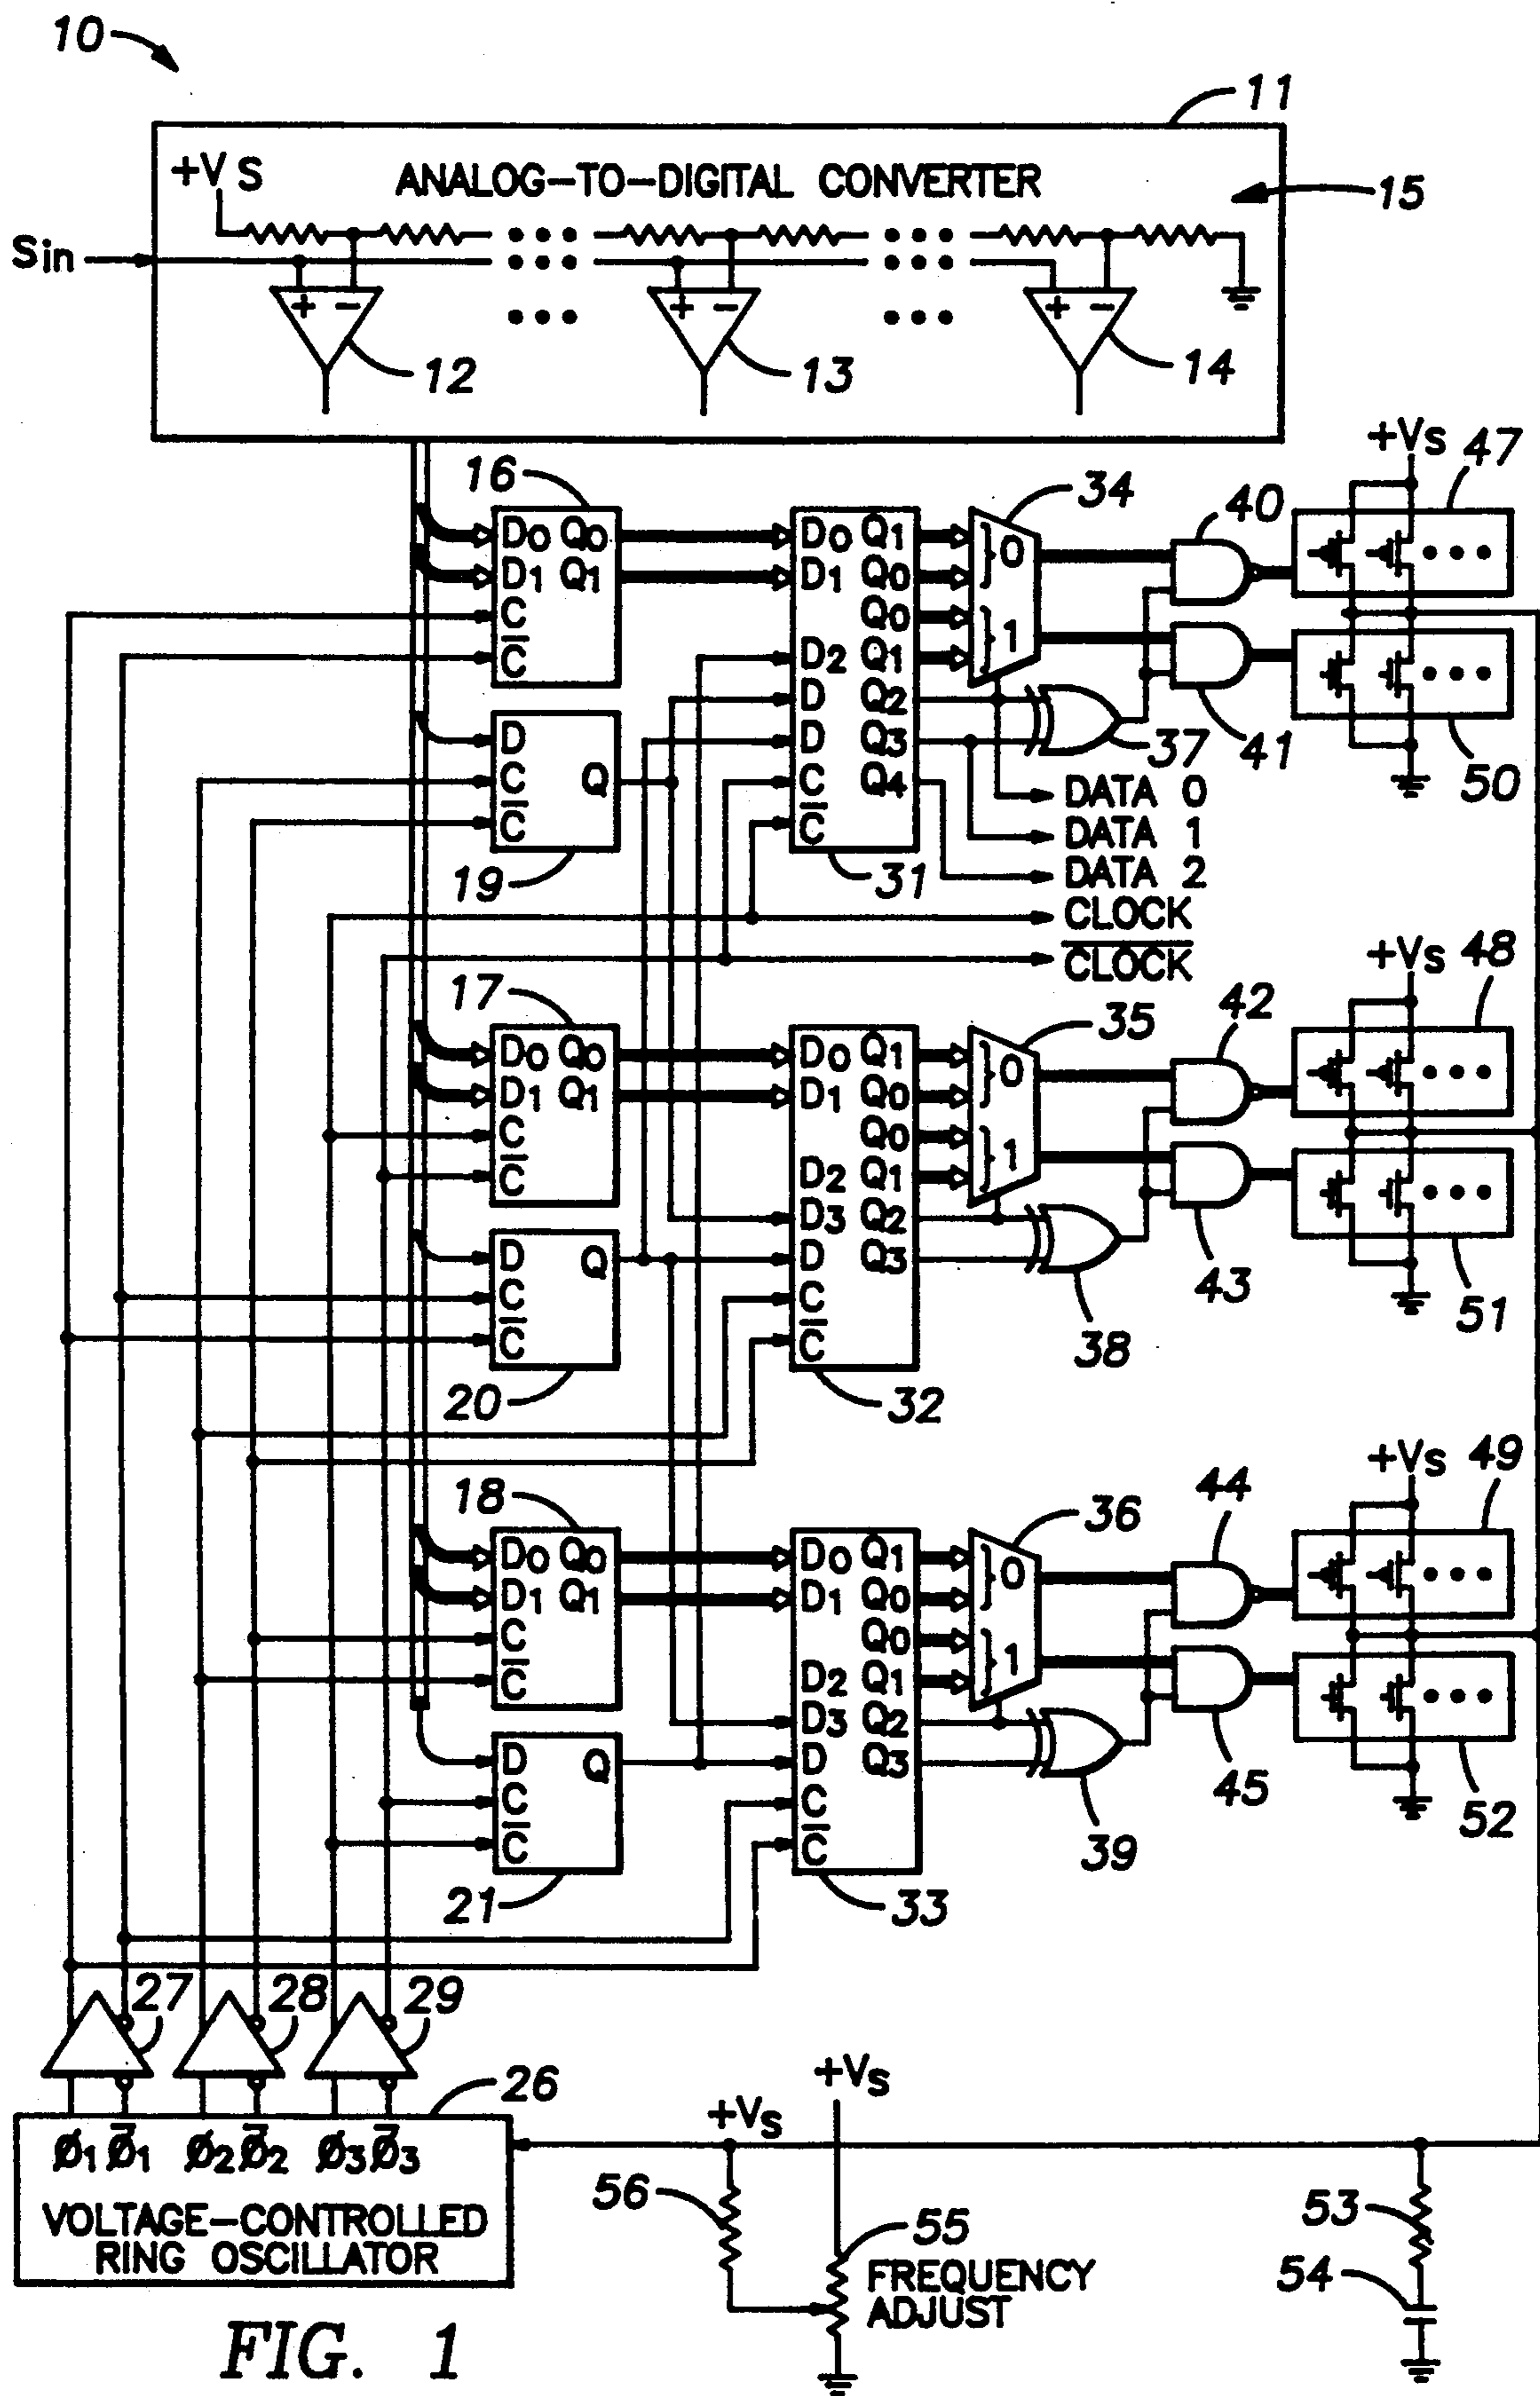 10
11
+VS ANALOG-TO-DIGITAL CONVERTER 15
Sin
+ - + - + -
12 13 14
+Vs 47
16 34 40
D0 Q0 D0 Q1 0
D1 Q1 D1 Q0
C Q0 1
C̅ D2 Q1
D Q2
D D Q3 37 41 50
C Q C Q4 DATA 0
C̅ C̅ DATA 1
19 31 DATA 2
CLOCK
C̅L̅O̅C̅K̅
+Vs 48
17 35 42
D0 Q0 D0 Q1 0
D1 Q1 D1 Q0
C Q0 1
C̅ D2 Q1
D3 Q2
D Q D Q3 43 51
C C
C̅ C̅ 38
20 32
+Vs 49
18 36 44
D0 Q0 D0 Q1 0
D1 Q1 D1 Q0
C Q0 1
C̅ D2 Q1
D3 Q2
D Q D Q3 45 52
C C
C̅ C̅ 39
21 33
27 28 29
26
Ø1 Ø̅1 Ø2 Ø̅2 Ø3 Ø̅3
VOLTAGE-CONTROLLED
RING OSCILLATOR
+Vs +Vs
56 55 53
FREQUENCY
ADJUST
54
FIG. 1